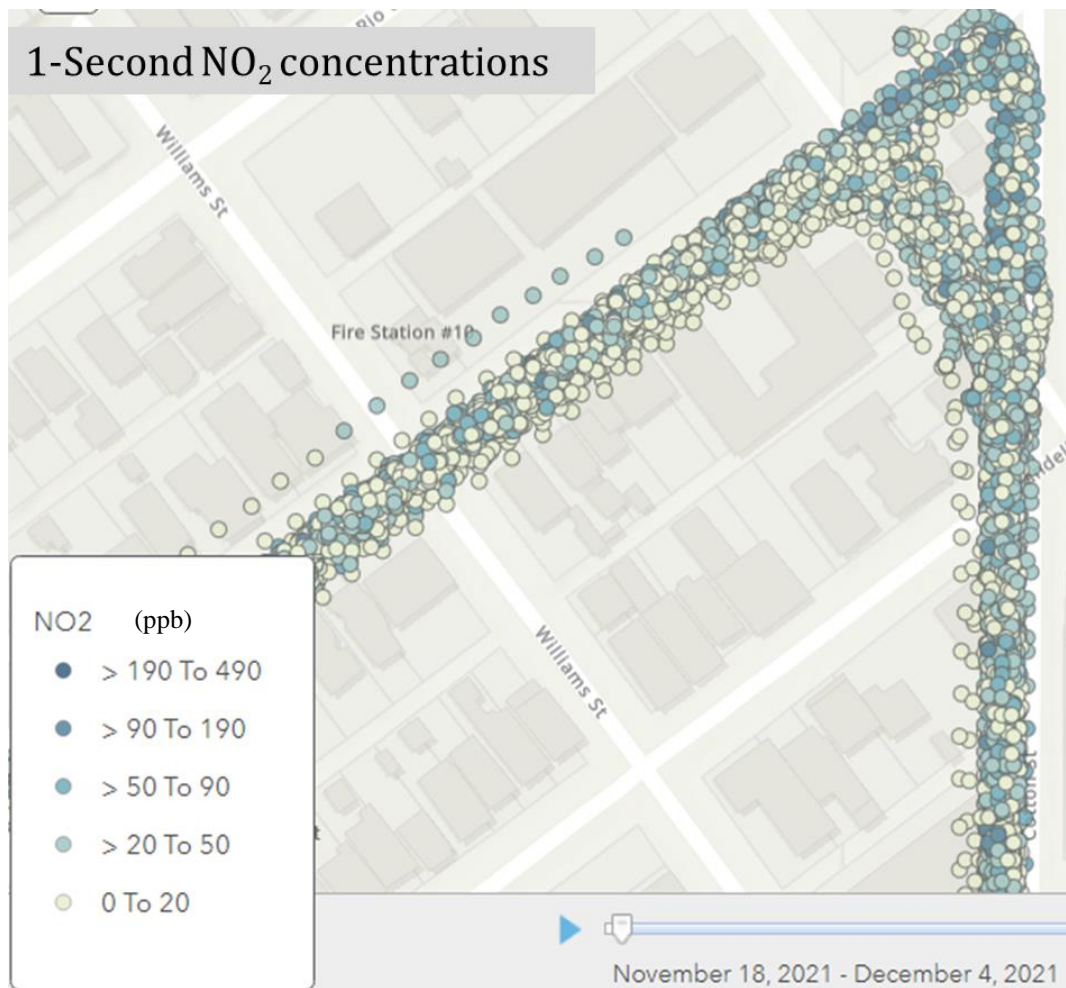 Rio
1-Second NO₂ concentrations
Williams St
Fire Station #10
NO2 (ppb)
> 190 To 490
> 90 To 190
> 50 To 90
> 20 To 50
0 To 20
Williams St
November 18, 2021 - December 4, 2021